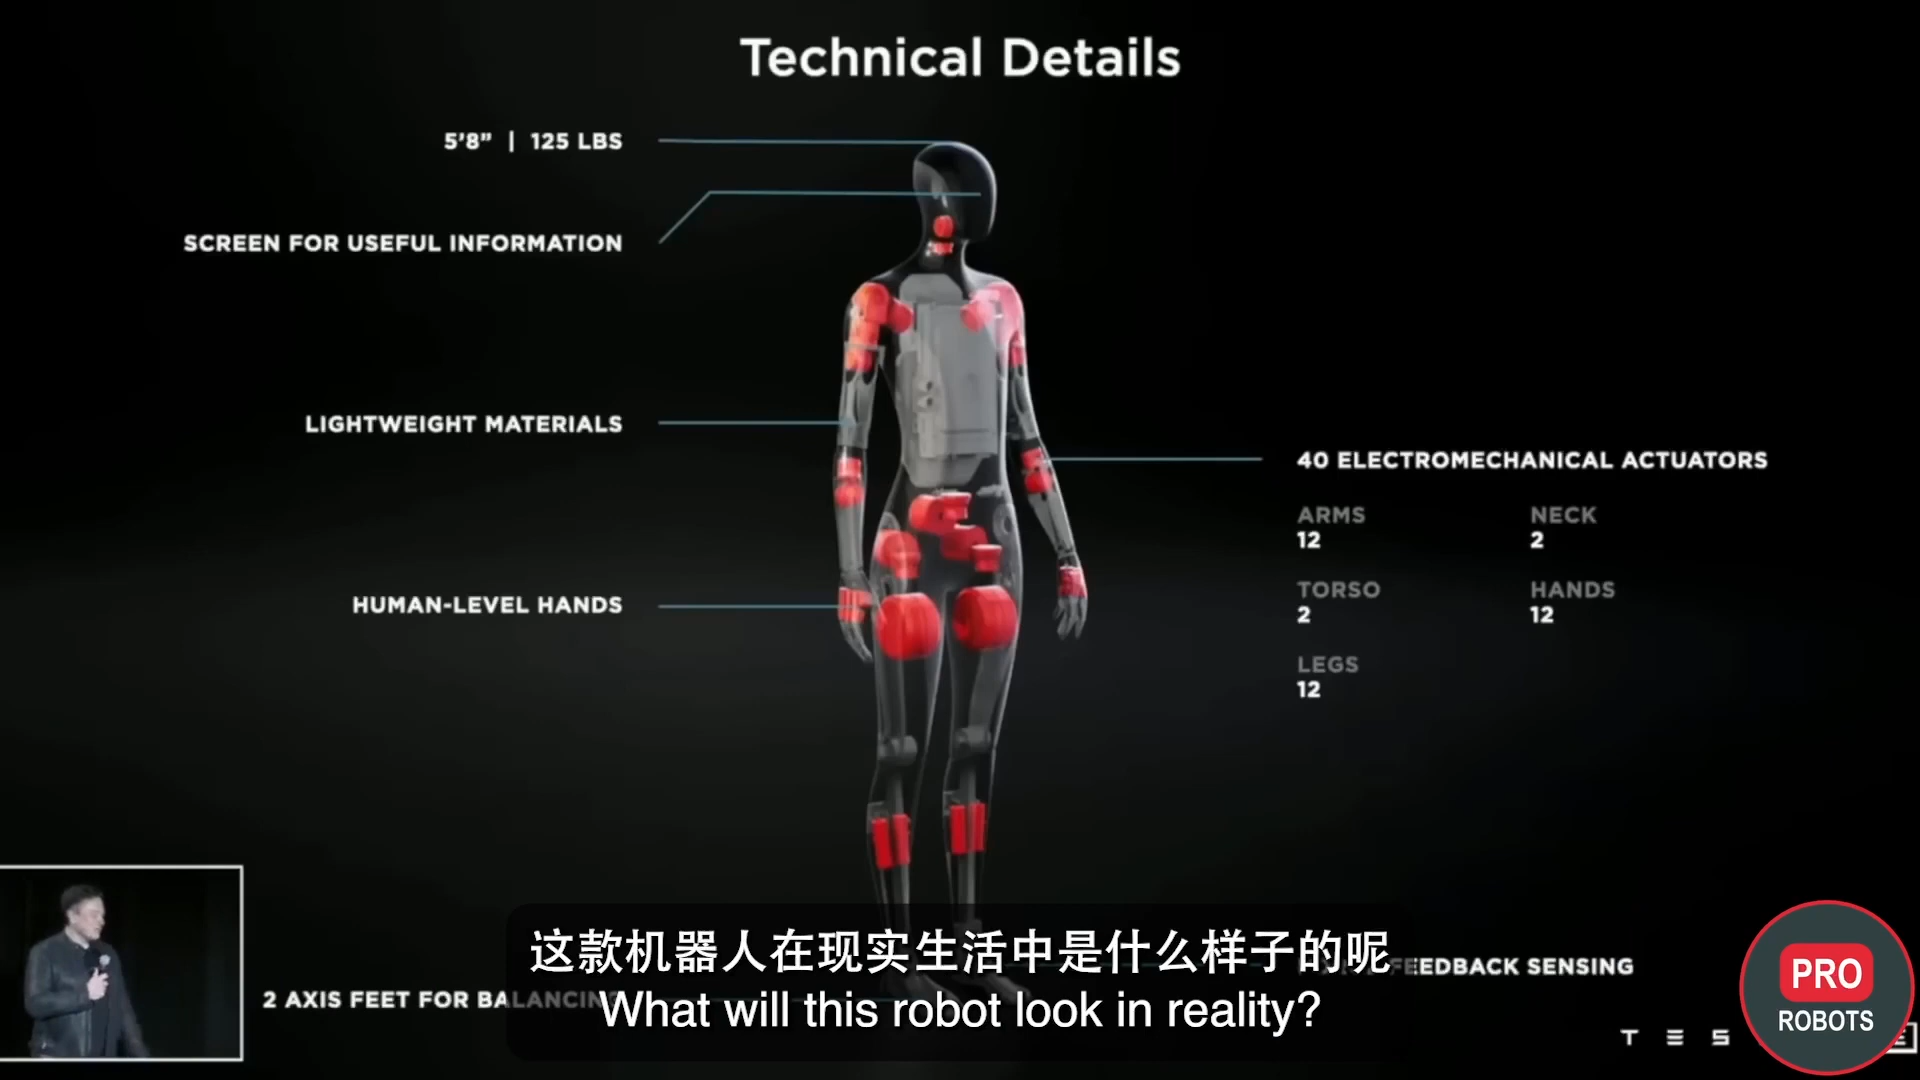 Technical Details
5'8” | 125 LBS
SCREEN FOR USEFUL INFORMATION
LIGHTWEIGHT MATERIALS
HUMAN-LEVEL HANDS
40 ELECTROMECHANICAL ACTUATORS
ARMS NECK
12 2
TORSO HANDS
2 12
LEGS
12
FEEDBACK SENSING
2 AXIS FEET FOR BALANCING
这款机器人在现实生活中是什么样子的呢
What will this robot look in reality?
T E S
PRO
ROBOTS